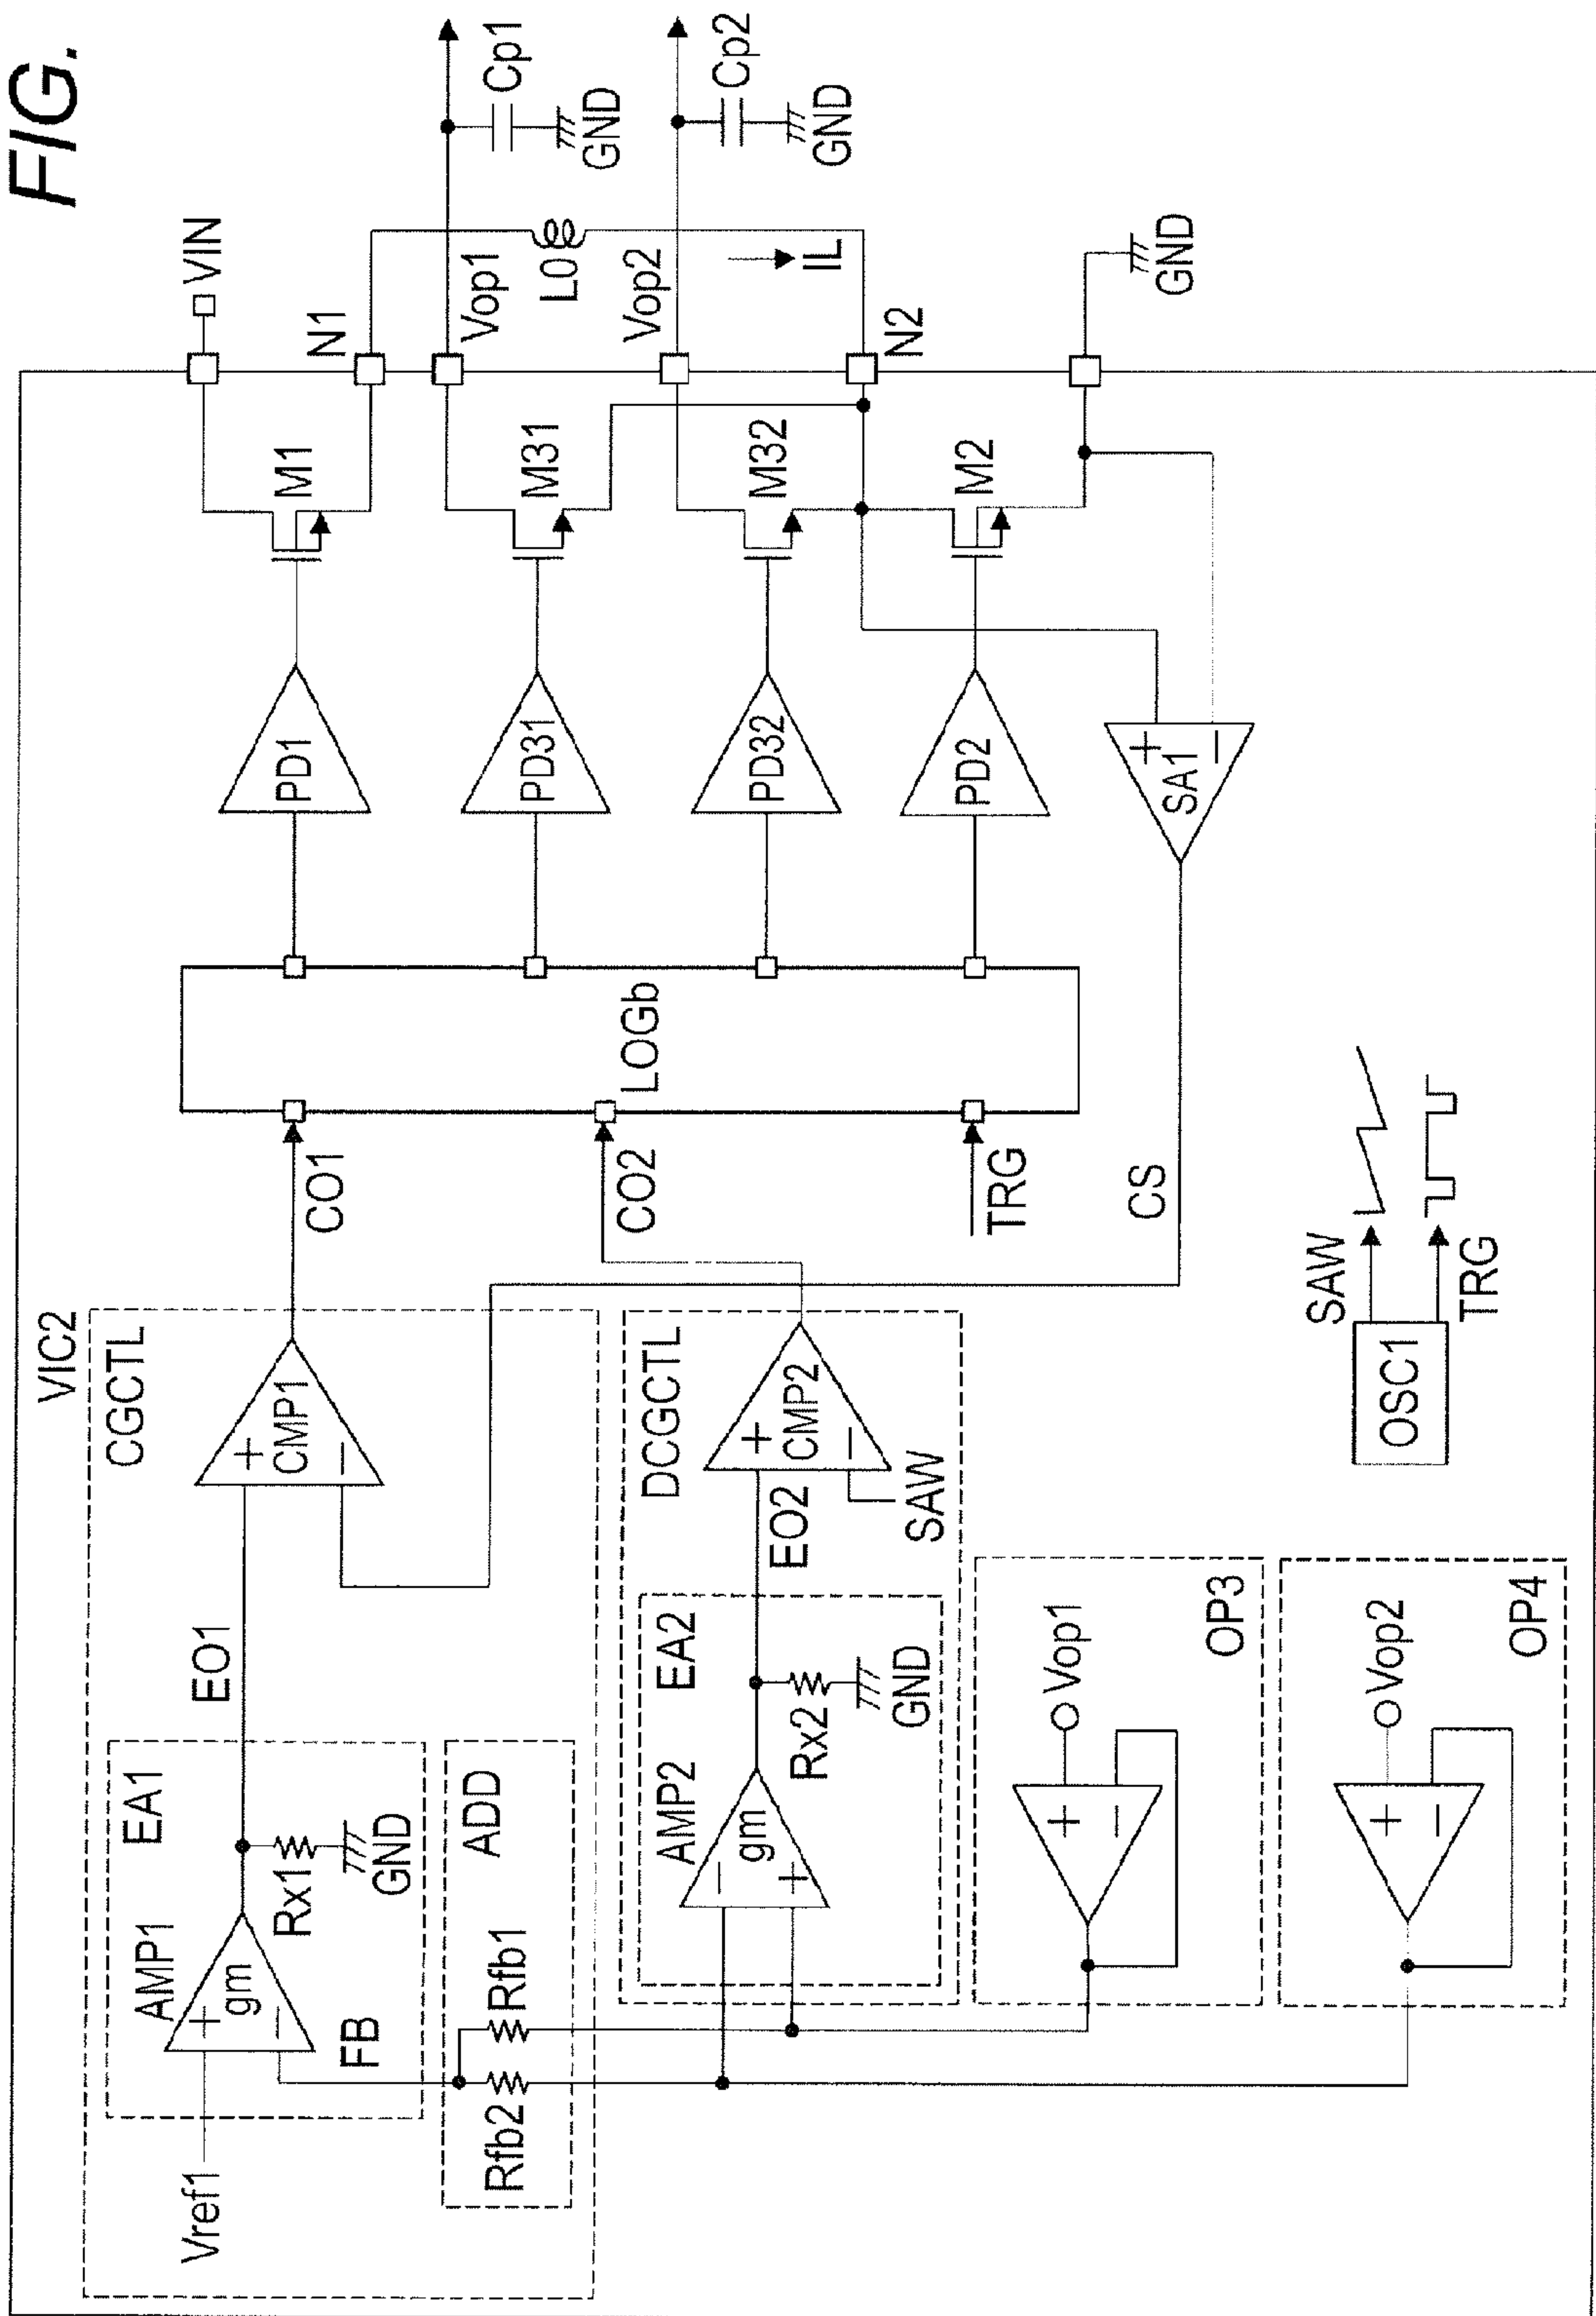 FIG.
VIN
N1
Vop1
Cp1
GND
L0
Vop2
Cp2
GND
IL
N2
GND
M1
M31
M32
M2
PD1
PD31
PD32
PD2
+
−
SA1
LOGb
CO1
CO2
TRG
CS
VIC2
CGCTL
+
CMP1
−
EO1
EA1
AMP1
gm
+
−
Rx1
GND
FB
Vref1
ADD
Rfb1
Rfb2
DCGCTL
+
CMP2
−
SAW
EO2
EA2
AMP2
gm
−
+
Rx2
GND
Vop1
+
−
OP3
Vop2
+
−
OP4
OSC1
SAW
TRG